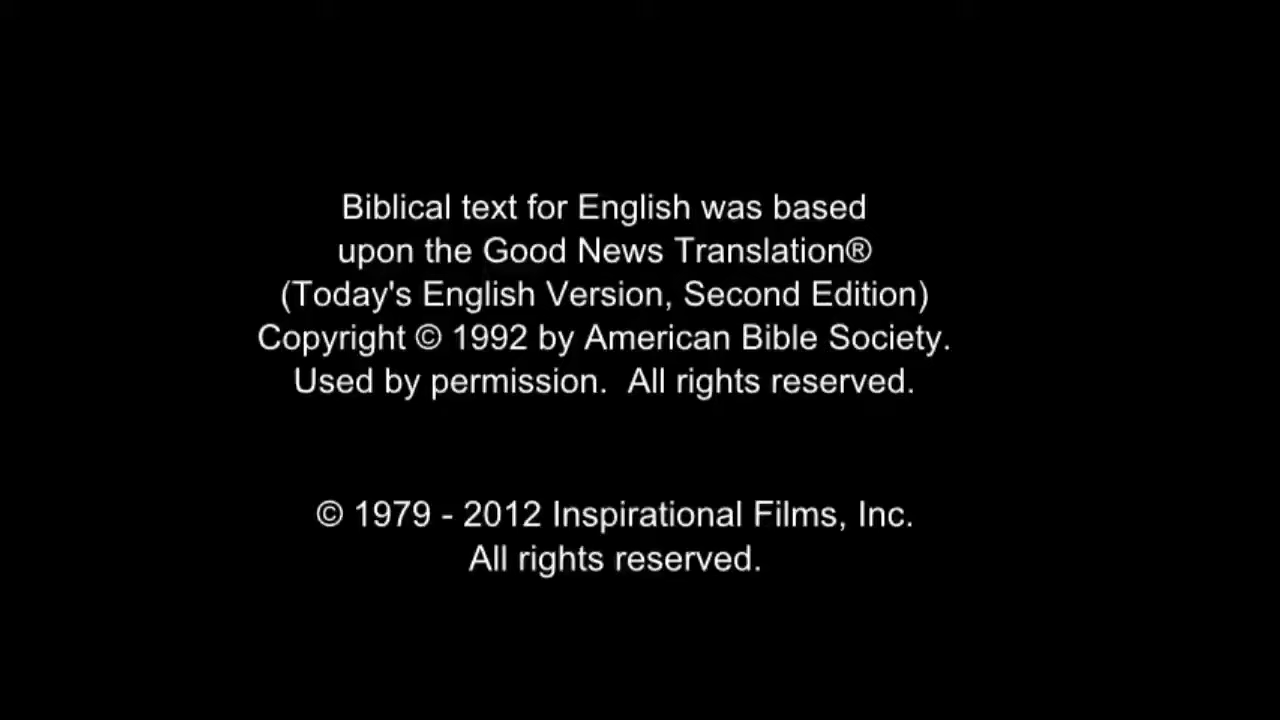 Biblical text for English was based
upon the Good News Translation®
(Today's English Version, Second Edition)
Copyright © 1992 by American Bible Society.
Used by permission.  All rights reserved.
© 1979 - 2012 Inspirational Films, Inc.
All rights reserved.